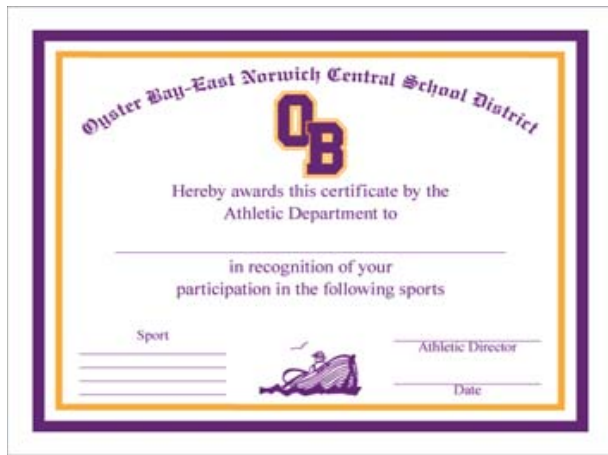 Oyster Bay-East Norwich Central School District
OB
Hereby awards this certificate by the
Athletic Department to
in recognition of your
participation in the following sports
Sport
Athletic Director
Date